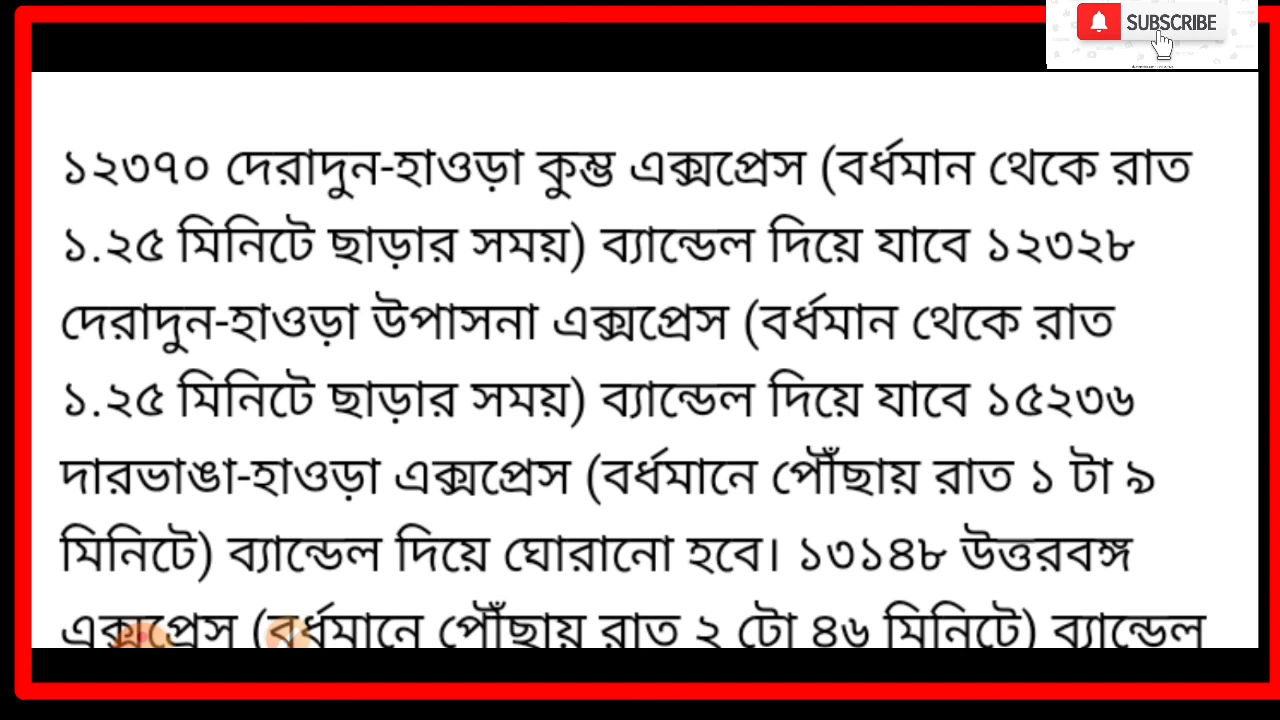 SUBSCRIBE
১২৩৭০ দেরাদুন-হাওড়া কুম্ভ এক্সপ্রেস (বর্ধমান থেকে রাত
১.২৫ মিনিটে ছাড়ার সময়) ব্যান্ডেল দিয়ে যাবে ১২৩২৮
দেরাদুন-হাওড়া উপাসনা এক্সপ্রেস (বর্ধমান থেকে রাত
১.২৫ মিনিটে ছাড়ার সময়) ব্যান্ডেল দিয়ে যাবে ১৫২৩৬
দারভাঙা-হাওড়া এক্সপ্রেস (বর্ধমানে পৌঁছায় রাত ১ টা ৯
মিনিটে) ব্যান্ডেল দিয়ে ঘোরানো হবে। ১৩১৪৮ উত্তরবঙ্গ
এক্সপ্রেস (বর্ধমানে পৌঁছায় রাত ২ টো ৪৬ মিনিটে) ব্যান্ডেল